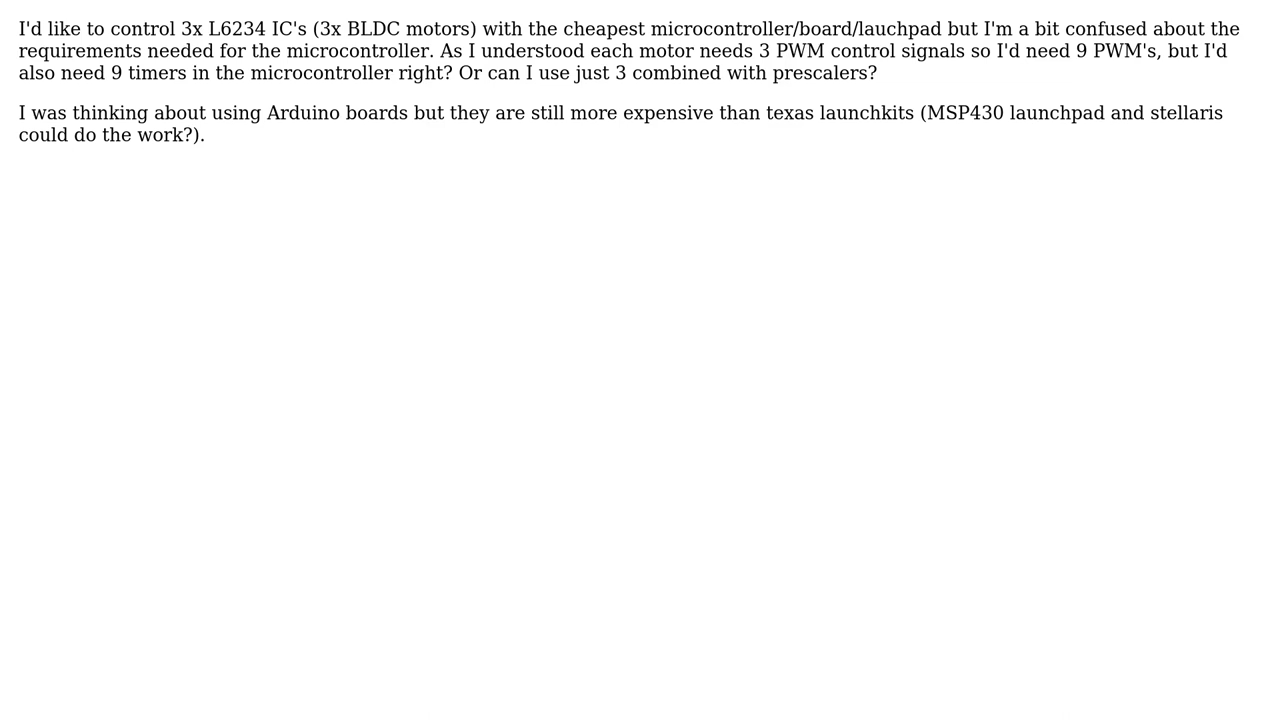 I'd like to control 3x L6234 IC's (3x BLDC motors) with the cheapest microcontroller/board/lauchpad but I'm a bit confused about the
requirements needed for the microcontroller. As I understood each motor needs 3 PWM control signals so I'd need 9 PWM's, but I'd
also need 9 timers in the microcontroller right? Or can I use just 3 combined with prescalers?
I was thinking about using Arduino boards but they are still more expensive than texas launchkits (MSP430 launchpad and stellaris
could do the work?).